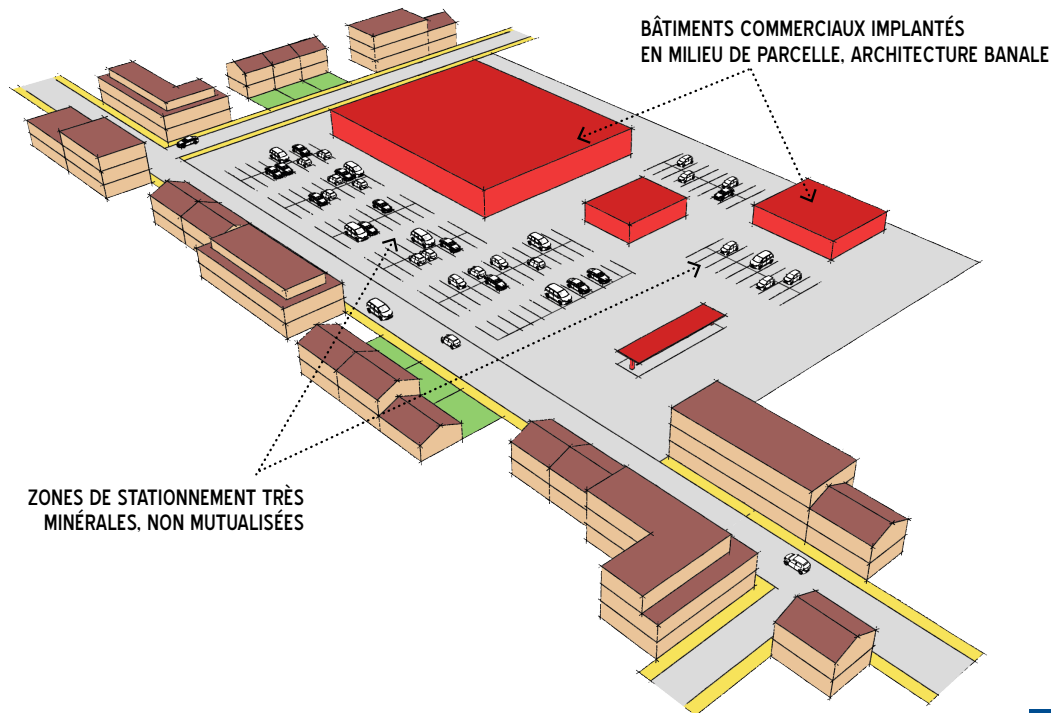 BÂTIMENTS COMMERCIAUX IMPLANTÉS
EN MILIEU DE PARCELLE, ARCHITECTURE BANALE
ZONES DE STATIONNEMENT TRÈS
MINÉRALES, NON MUTUALISÉES